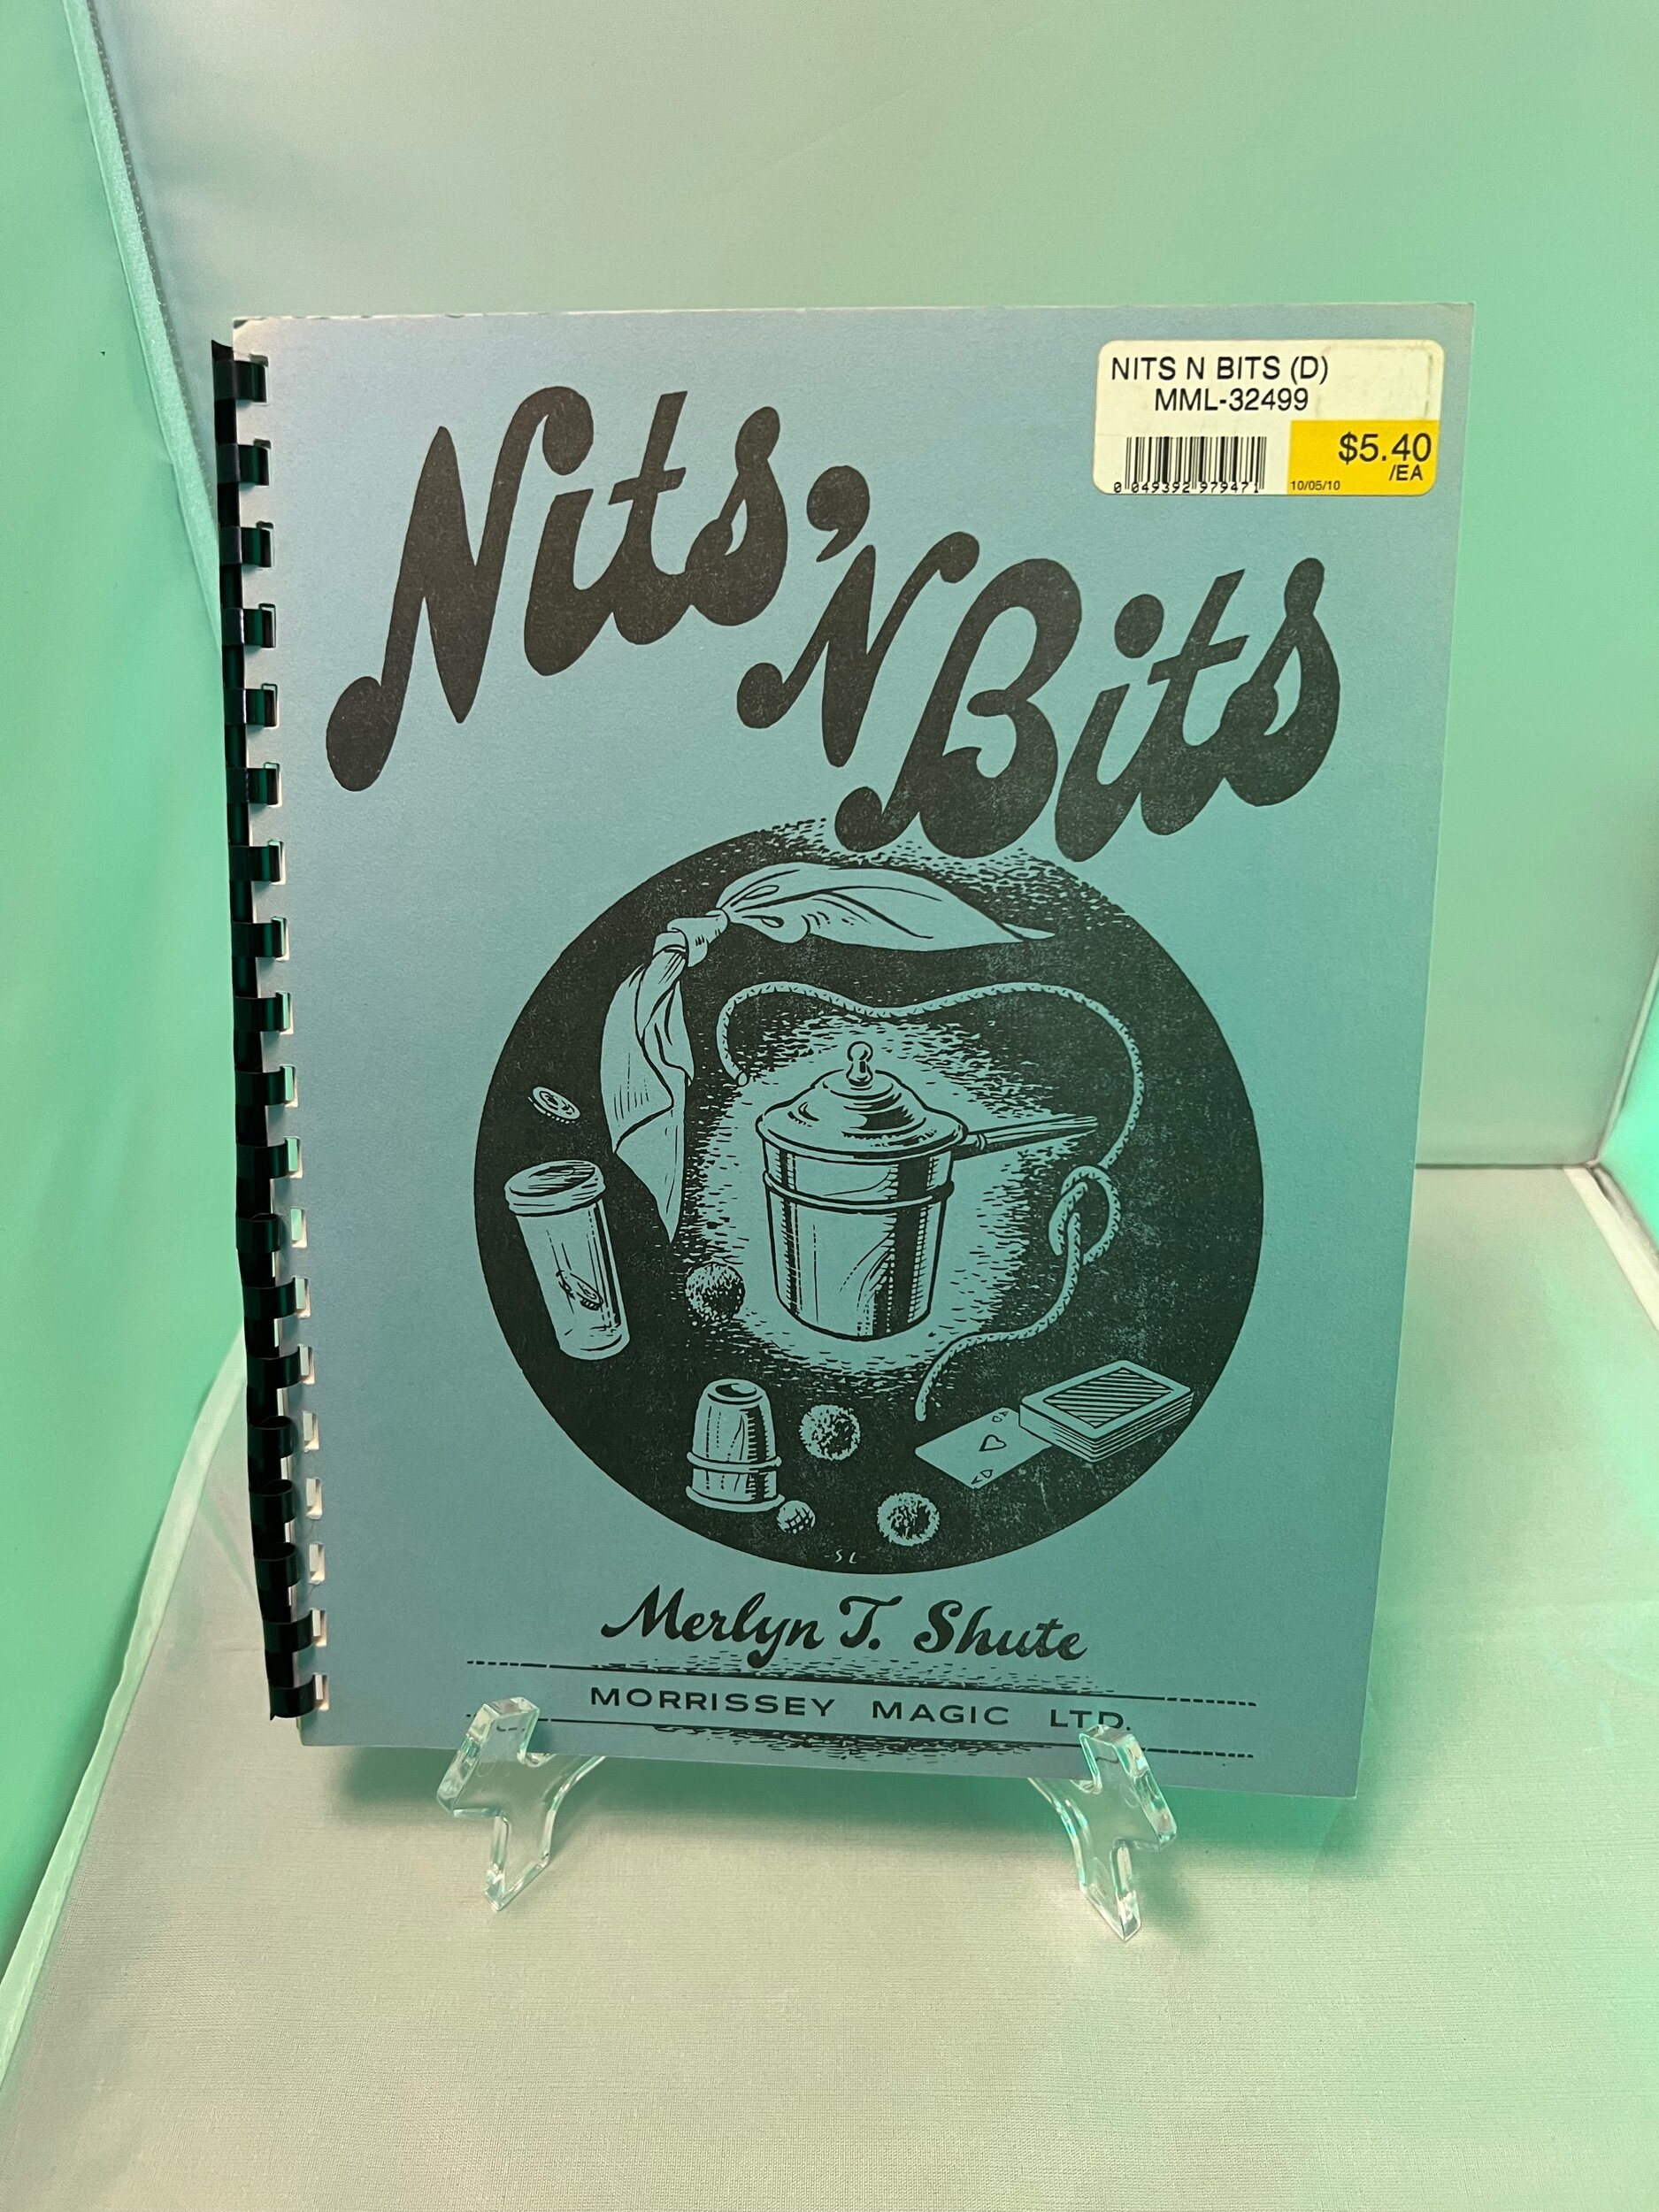 NITS N BITS (D)
MML-32499
$5.40
/EA
0 049392 979471
10/05/10
Nits
'N
Bits
-SL-
Merlyn T. Shute
MORRISSEY MAGIC LTD.